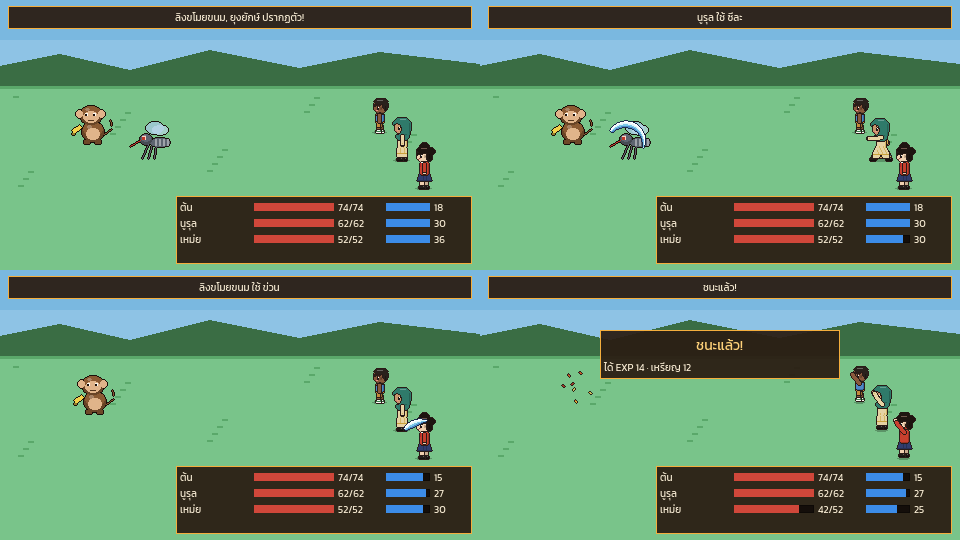 ลิงขโมยขนม, ยุงยักษ์ ปรากฏตัว!
ต้น 74/74 18
นูรุล 62/62 30
เหม่ย 52/52 36
นูรุล ใช้ ซีละ
ต้น 74/74 18
นูรุล 62/62 30
เหม่ย 52/52 30
ลิงขโมยขนม ใช้ ข่วน
ต้น 74/74 15
นูรุล 62/62 27
เหม่ย 52/52 30
ชนะแล้ว!
ชนะแล้ว!
ได้ EXP 14 · เหรียญ 12
ต้น 74/74 15
นูรุล 62/62 27
เหม่ย 42/52 25